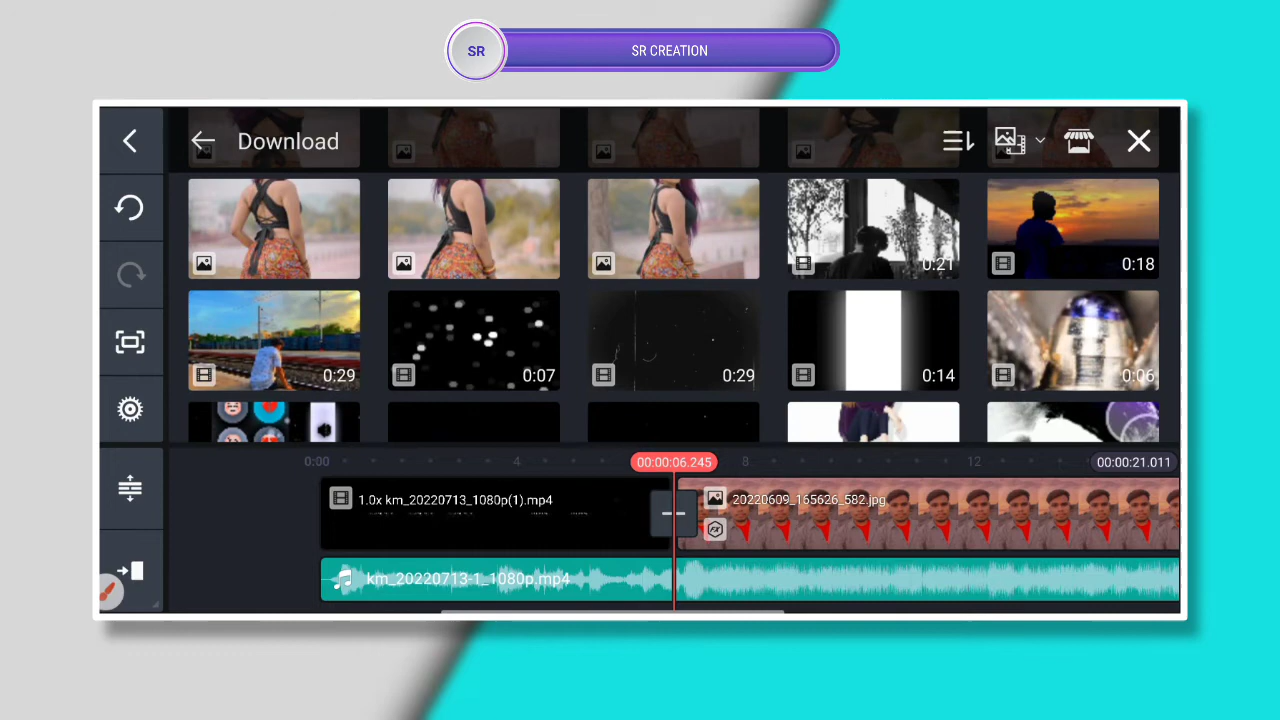 SR
SR CREATION
Download
0:21
0:18
0:29
0:07
0:29
0:14
0:06
0:00
4
00:00:06.245
8
12
00:00:21.011
1.0x km_20220713_1080p(1).mp4
20220609_165626_582.jpg
FX
km_20220713-1_1080p.mp4